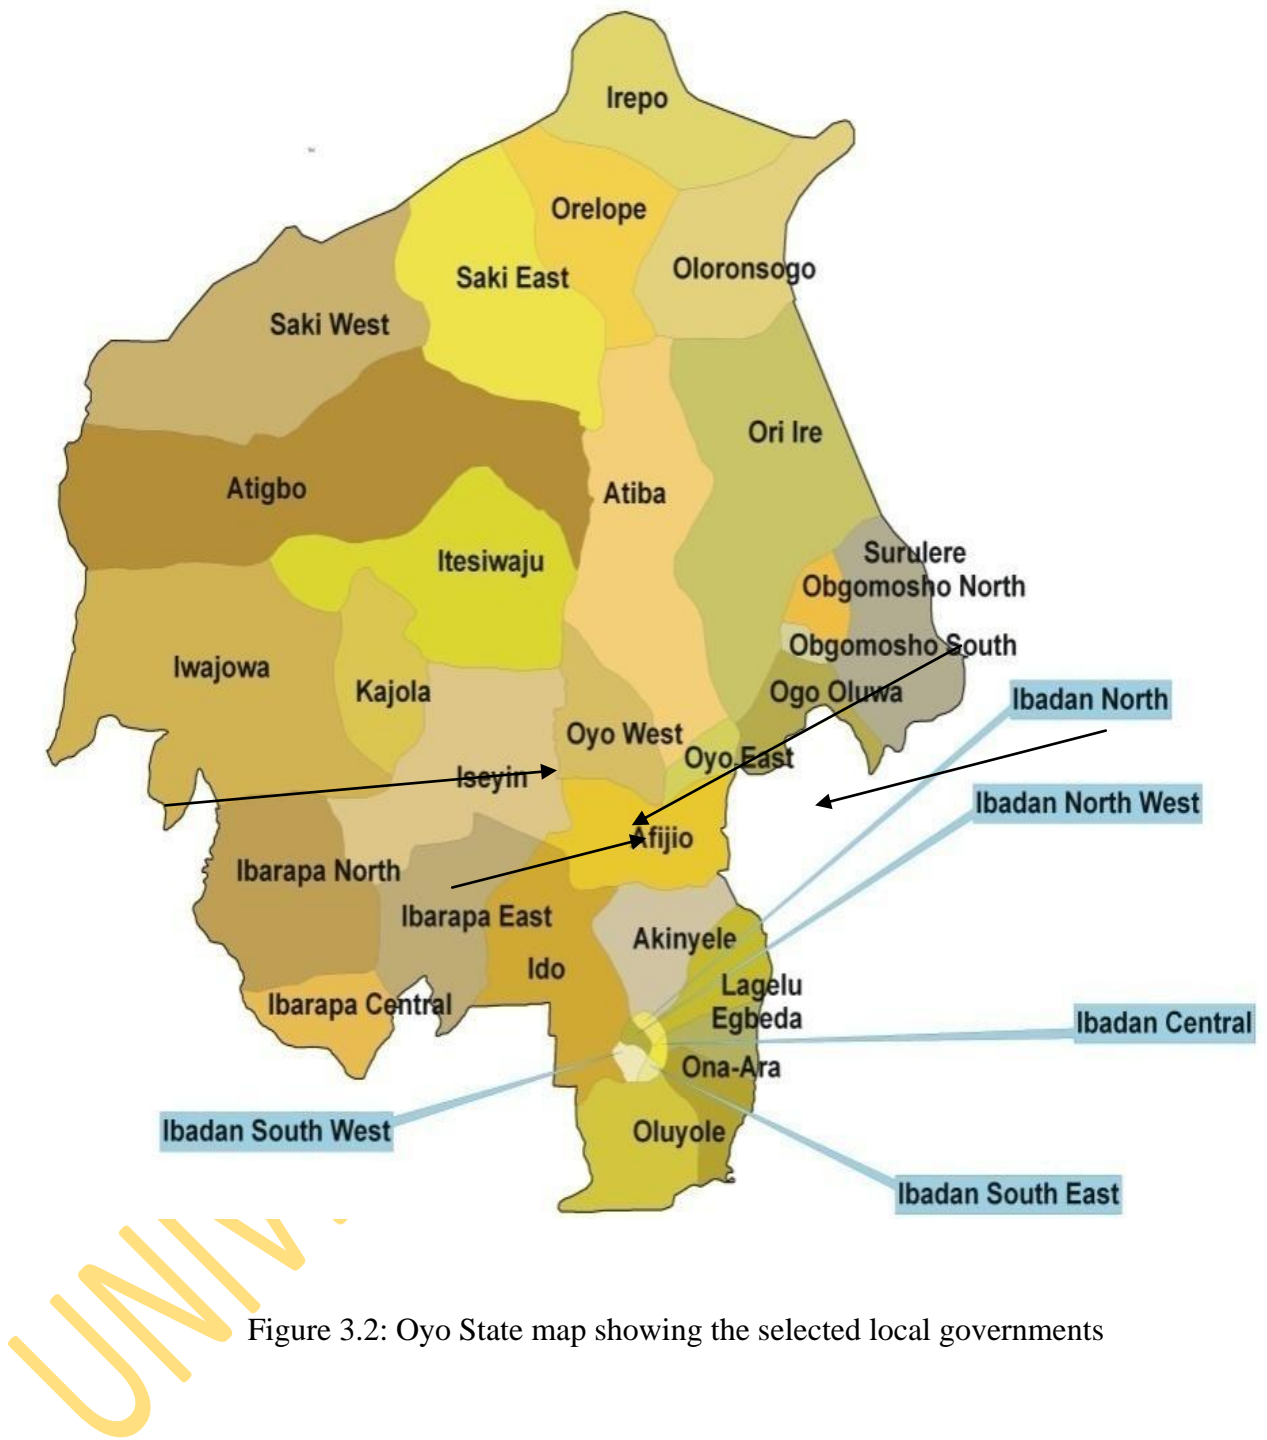 Irepo
Orelope
Oloronsogo
Saki East
Saki West
Ori Ire
Atigbo
Atiba
Itesiwaju
Surulere
Obgomosho North
Obgomosho South
Iwajowa
Kajola
Ogo Oluwa
Ibadan North
Oyo West
Oyo East
Iseyin
Ibadan North West
Afijio
Ibarapa North
Ibarapa East
Akinyele
Ido
Lagelu
Ibarapa Central
Egbeda
Ibadan Central
Ona-Ara
Ibadan South West
Oluyole
Ibadan South East
Figure 3.2: Oyo State map showing the selected local governments